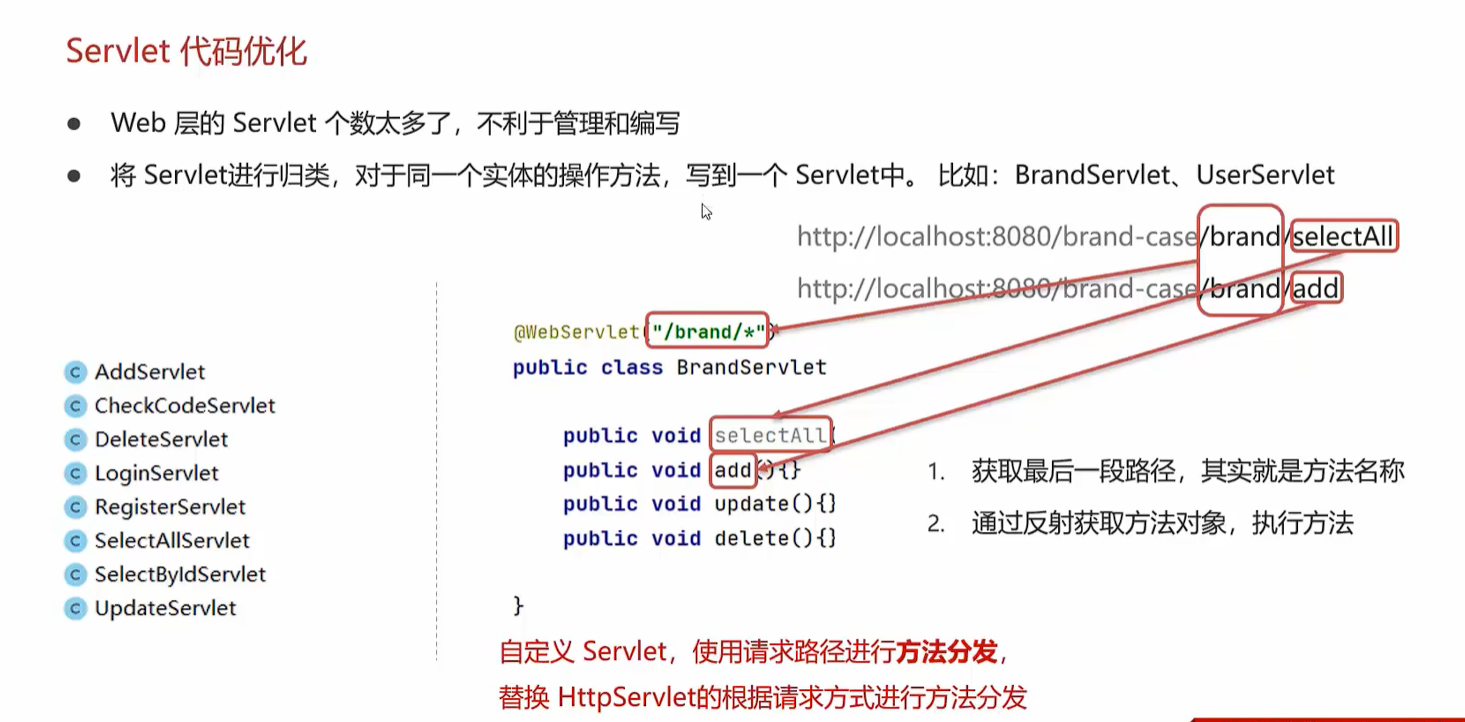 Servlet 代码优化
● Web 层的 Servlet 个数太多了，不利于管理和编写
● 将 Servlet进行归类，对于同一个实体的操作方法，写到一个 Servlet中。 比如：BrandServlet、UserServlet
http://localhost:8080/brand-case/brand/selectAll
http://localhost:8080/brand-case/brand/add
C AddServlet
C CheckCodeServlet
C DeleteServlet
C LoginServlet
C RegisterServlet
C SelectAllServlet
C SelectByIdServlet
C UpdateServlet
@WebServlet("/brand/*")
public class BrandServlet
public void selectAll(
public void add(){}
public void update(){}
public void delete(){}
}
1. 获取最后一段路径，其实就是方法名称
2. 通过反射获取方法对象，执行方法
自定义 Servlet，使用请求路径进行方法分发，
替换 HttpServlet的根据请求方式进行方法分发